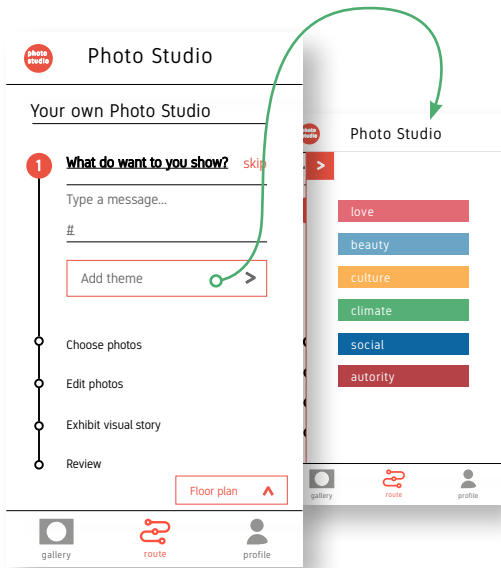 photo
studio
Photo Studio
Your own Photo Studio
1
What do want to you show?
skip
Type a message...
#
Add theme
>
Choose photos
Edit photos
Exhibit visual story
Review
Floor plan
gallery
route
profile
photo
studio
Photo Studio
>
love
beauty
culture
climate
social
autority
gallery
route
profile